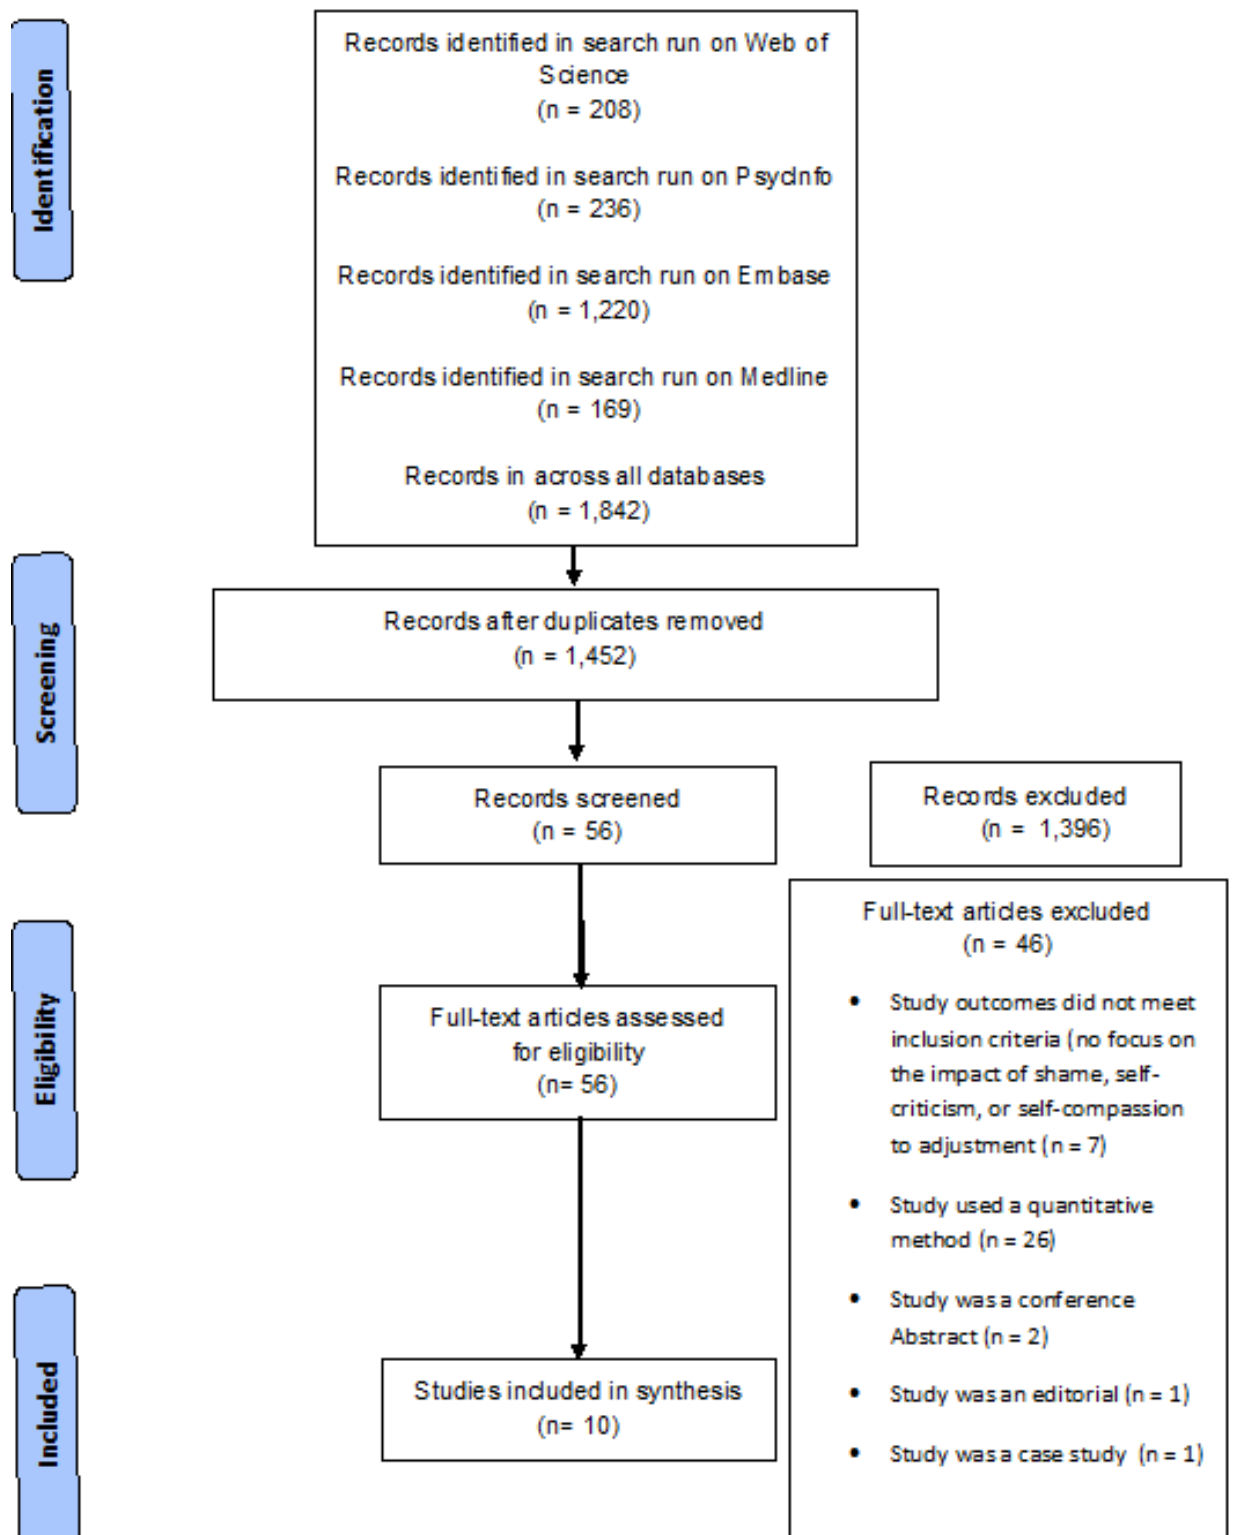 Identification
Records identified in search run on Web of
Science
(n = 208)
Records identified in search run on PsycInfo
(n = 236)
Records identified in search run on Embase
(n = 1,220)
Records identified in search run on Medline
(n = 169)
Records in across all databases
(n = 1,842)
Screening
Records after duplicates removed
(n = 1,452)
Records screened
(n = 56)
Records excluded
(n = 1,396)
Eligibility
Full-text articles assessed
for eligibility
(n= 56)
Full-text articles excluded
(n = 46)
• Study outcomes did not meet
inclusion criteria (no focus on
the impact of shame, self-
criticism, or self-compassion
to adjustment (n = 7)
• Study used a quantitative
method (n = 26)
• Study was a conference
Abstract (n = 2)
• Study was an editorial (n = 1)
• Study was a case study (n = 1)
Included
Studies included in synthesis
(n= 10)